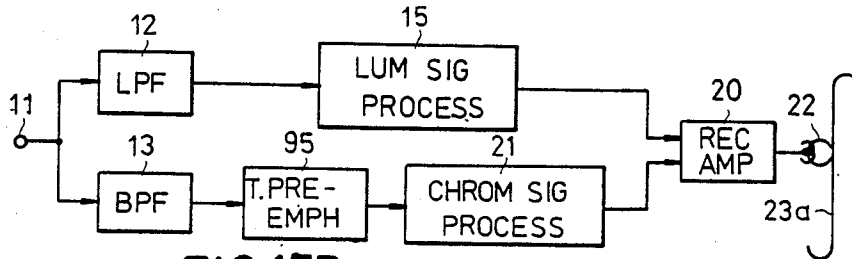 12
LPF
15
LUM SIG
PROCESS
11
20
REC
AMP
22
13
BPF
95
T.PRE-
EMPH
21
CHROM SIG
PROCESS
23a